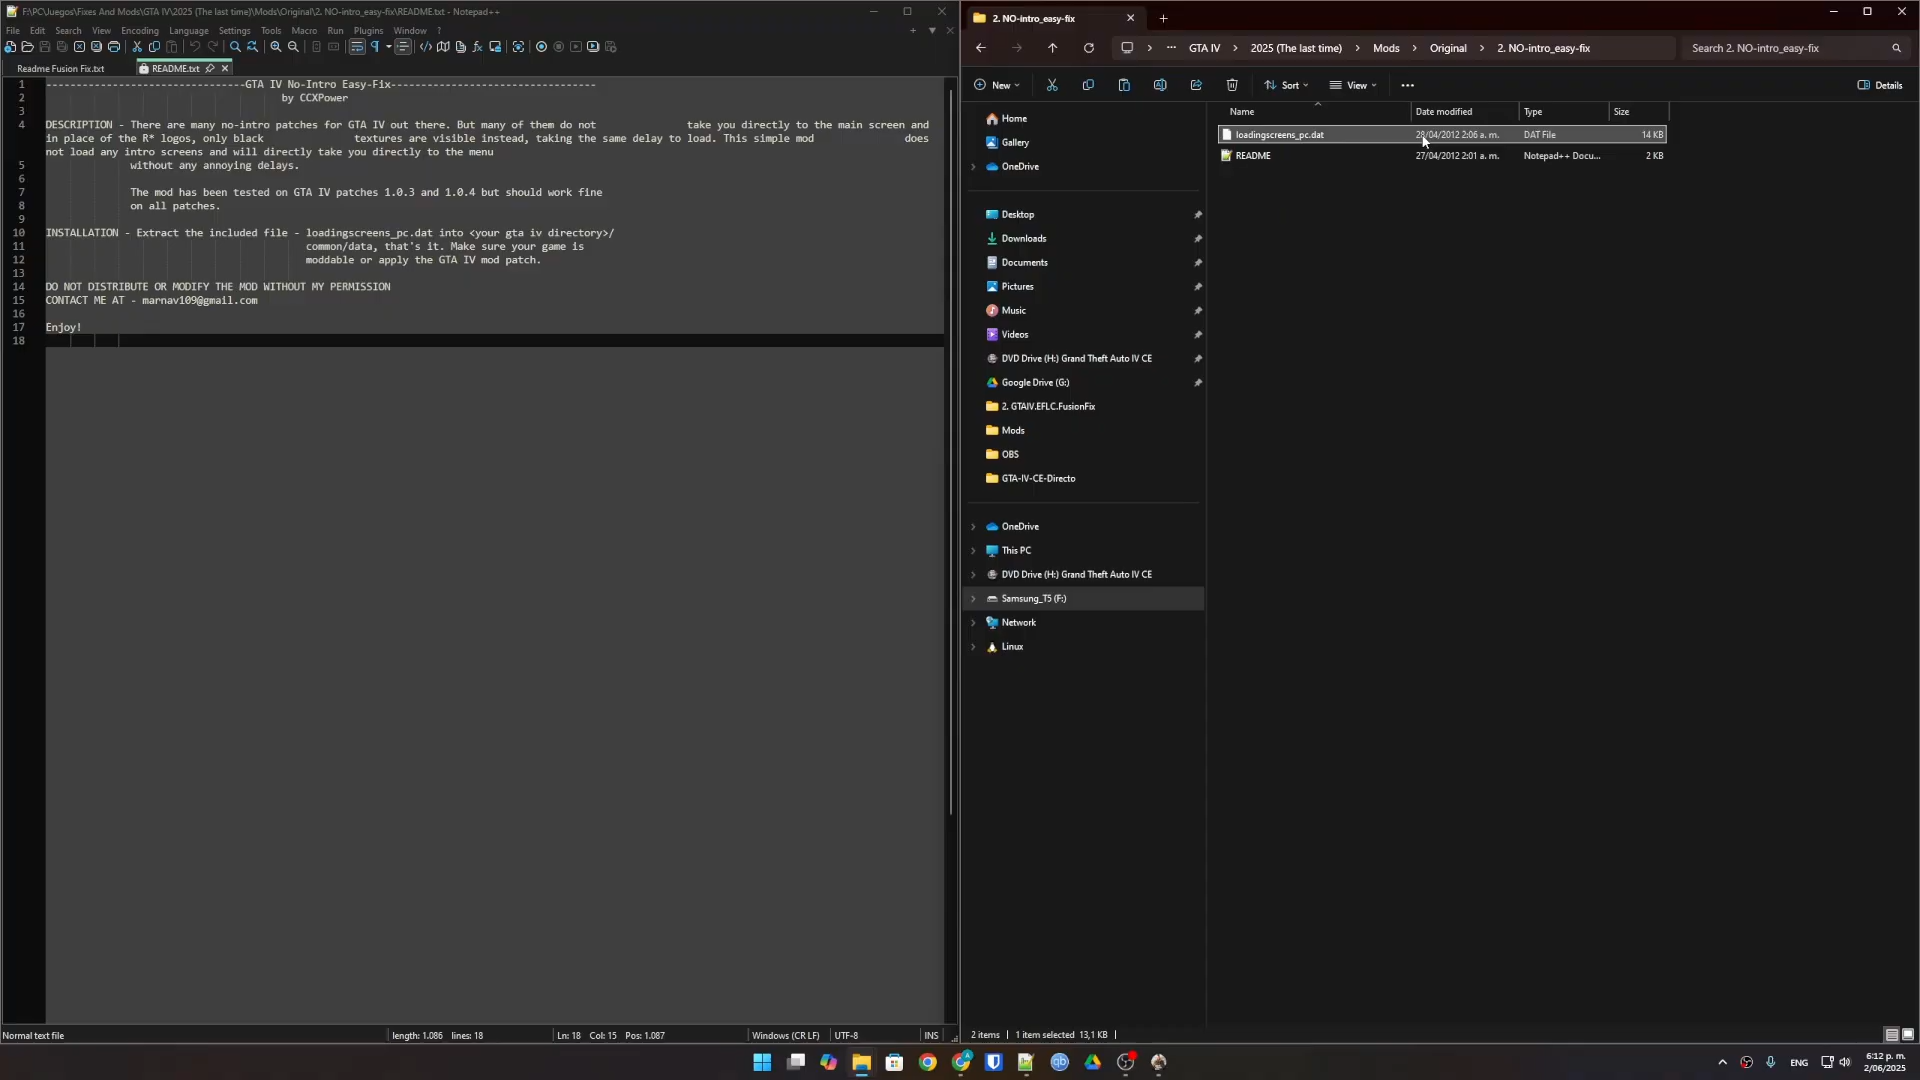 F:\PC\Juegos\Fixes And Mods\GTA IV\2025 (The last time)\Mods\Original\2. NO-intro_easy-fix\README.txt - Notepad++
File Edit Search View Encoding Language Settings Tools Macro Run Plugins Window ?
Readme Fusion Fix.txt
README.txt
1 ---------------------------------GTA IV No-Intro Easy-Fix----------------------------------
2 by CCXPower
3
4 DESCRIPTION - There are many no-intro patches for GTA IV out there. But many of them do not take you directly to the main screen and
in place of the R* logos, only black textures are visible instead, taking the same delay to load. This simple mod does
not load any intro screens and will directly take you directly to the menu
5 without any annoying delays.
6
7 The mod has been tested on GTA IV patches 1.0.3 and 1.0.4 but should work fine
8 on all patches.
9
10 INSTALLATION - Extract the included file - loadingscreens_pc.dat into <your gta iv directory>/
11 common/data, that's it. Make sure your game is
12 moddable or apply the GTA IV mod patch.
13
14 DO NOT DISTRIBUTE OR MODIFY THE MOD WITHOUT MY PERMISSION
15 CONTACT ME AT - marnav109@gmail.com
16
17 Enjoy!
18
Normal text file length: 1.086 lines: 18 Ln: 18 Col: 15 Pos: 1.087 Windows (CR LF) UTF-8 INS
2. NO-intro_easy-fix
GTA IV > 2025 (The last time) > Mods > Original > 2. NO-intro_easy-fix
Search 2. NO-intro_easy-fix
New Sort View Details
Name Date modified Type Size
loadingscreens_pc.dat 28/04/2012 2:06 a. m. DAT File 14 KB
README 27/04/2012 2:01 a. m. Notepad++ Docu... 2 KB
Home
Gallery
OneDrive
Desktop
Downloads
Documents
Pictures
Music
Videos
DVD Drive (H:) Grand Theft Auto IV CE
Google Drive (G:)
2. GTAIV.EFLC.FusionFix
Mods
OBS
GTA-IV-CE-Directo
OneDrive
This PC
DVD Drive (H:) Grand Theft Auto IV CE
Samsung_T5 (F:)
Network
Linux
2 items 1 item selected 13,1 KB
ENG
6:12 p. m.
2/06/2025